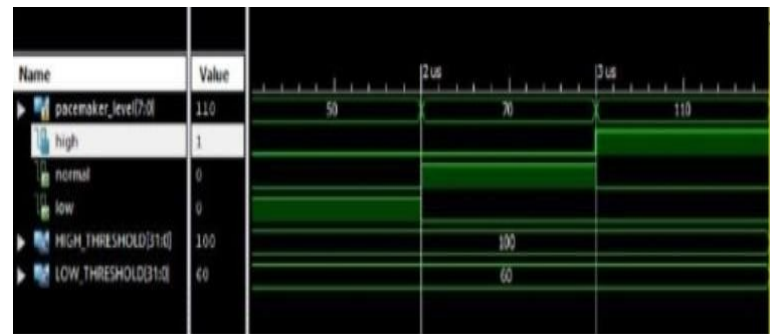 Name Value 2 us 3 us
pacemaker_level[7:0] 110 50 70 110
high 1
normal 0
low 0
HIGH_THRESHOLD[31:0] 100 100
LOW_THRESHOLD[31:0] 60 60